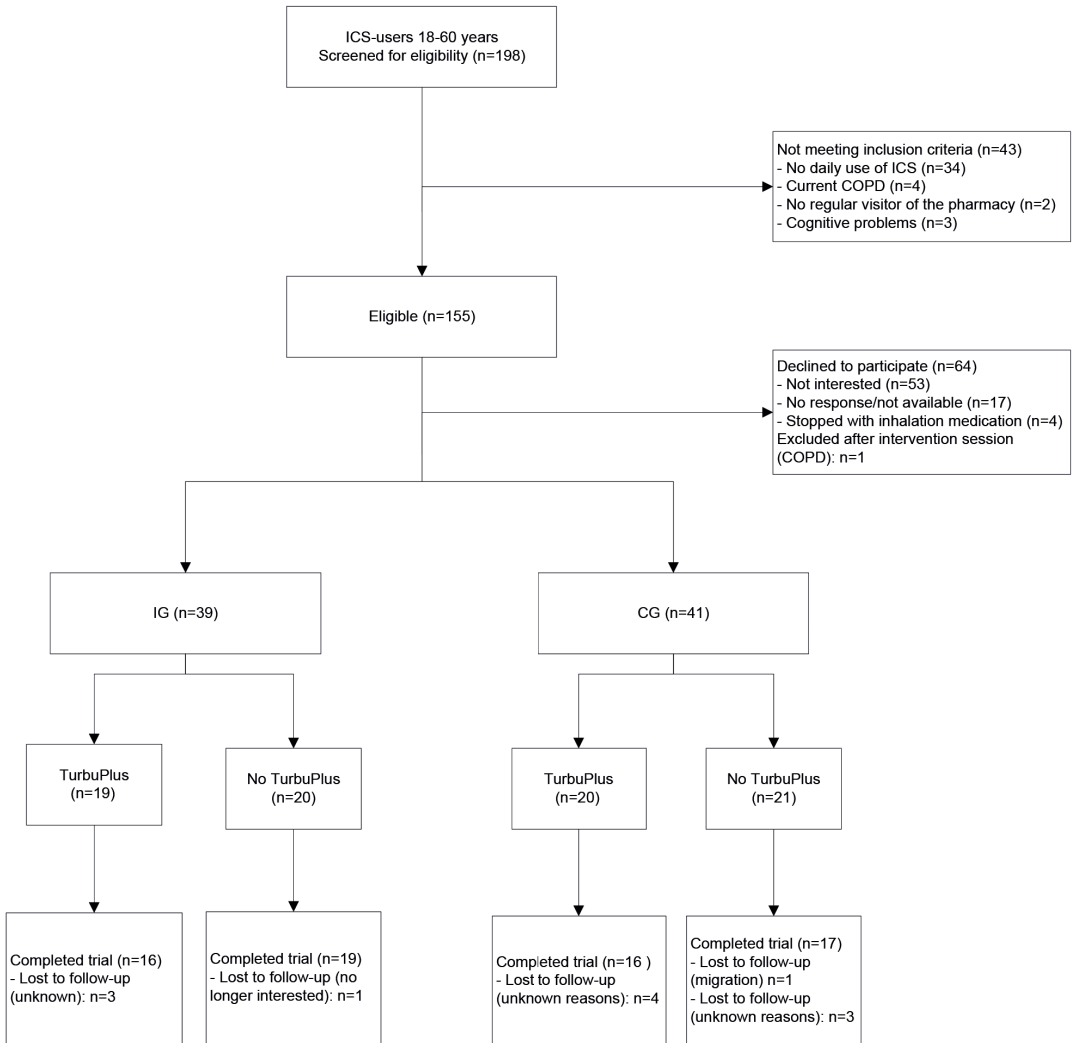 ICS-users 18-60 years
Screened for eligibility (n=198)
Not meeting inclusion criteria (n=43)
- No daily use of ICS (n=34)
- Current COPD (n=4)
- No regular visitor of the pharmacy (n=2)
- Cognitive problems (n=3)
Eligible (n=155)
Declined to participate (n=64)
- Not interested (n=53)
- No response/not available (n=17)
- Stopped with inhalation medication (n=4)
Excluded after intervention session
(COPD): n=1
IG (n=39)
CG (n=41)
TurbuPlus
(n=19)
No TurbuPlus
(n=20)
TurbuPlus
(n=20)
No TurbuPlus
(n=21)
Completed trial (n=16)
- Lost to follow-up
(unknown): n=3
Completed trial (n=19)
- Lost to follow-up (no
longer interested): n=1
Completed trial (n=16 )
- Lost to follow-up
(unknown reasons): n=4
Completed trial (n=17)
- Lost to follow-up
(migration) n=1
- Lost to follow-up
(unknown reasons): n=3